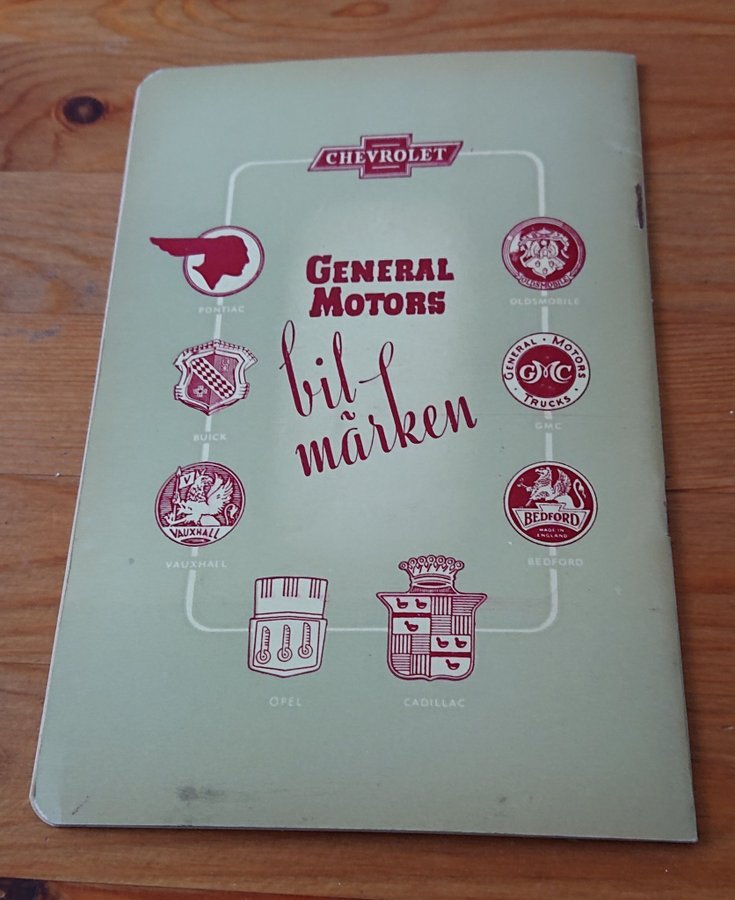 CHEVROLET
GENERAL
MOTORS
bil-
märken
PONTIAC
OLDSMOBILE
OLDSMOBILE
BUICK
GENERAL • MOTORS
GMC
TRUCKS
GMC
V
VAUXHALL
VAUXHALL
BEDFORD
MADE IN
ENGLAND
BEDFORD
OPEL
CADILLAC